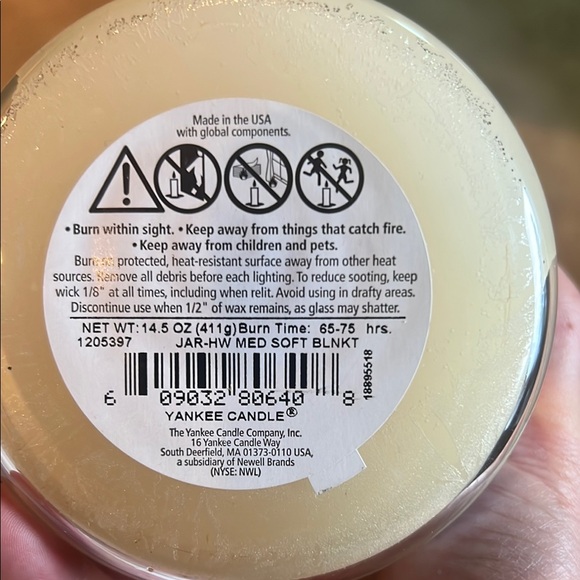 Made in the USA
with global components.
• Burn within sight. • Keep away from things that catch fire.
• Keep away from children and pets.
Burn on protected, heat-resistant surface away from other heat
sources. Remove all debris before each lighting. To reduce sooting, keep
wick 1/8" at all times, including when relit. Avoid using in drafty areas.
Discontinue use when 1/2" of wax remains, as glass may shatter.
NET WT: 14.5 OZ (411g) Burn Time: 65-75 hrs.
1205397 JAR-HW MED SOFT BLNKT
6 09032 80640 8
18895518
YANKEE CANDLE®
The Yankee Candle Company, Inc.
16 Yankee Candle Way
South Deerfield, MA 01373-0110 USA,
a subsidiary of Newell Brands
(NYSE: NWL)